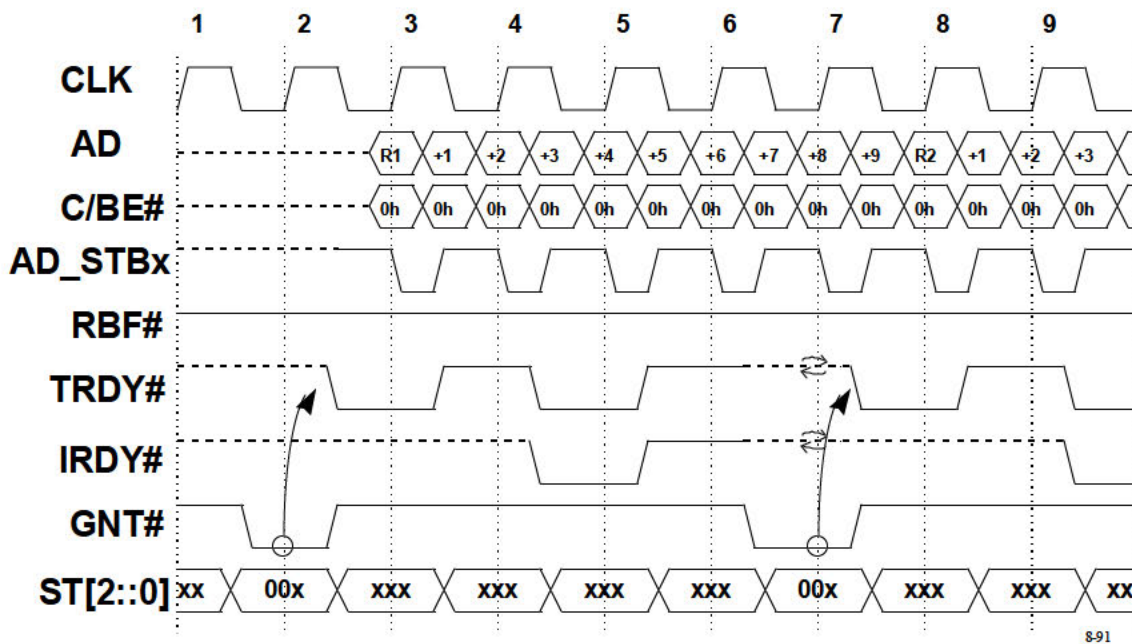 1 2 3 4 5 6 7 8 9
CLK
AD R1 +1 +2 +3 +4 +5 +6 +7 +8 +9 R2 +1 +2 +3
C/BE# 0h 0h 0h 0h 0h 0h 0h 0h 0h 0h 0h 0h 0h 0h
AD_STBx
RBF#
TRDY#
IRDY#
GNT#
ST[2::0] xx 00x xxx xxx xxx xxx 00x xxx xxx xx
8-91